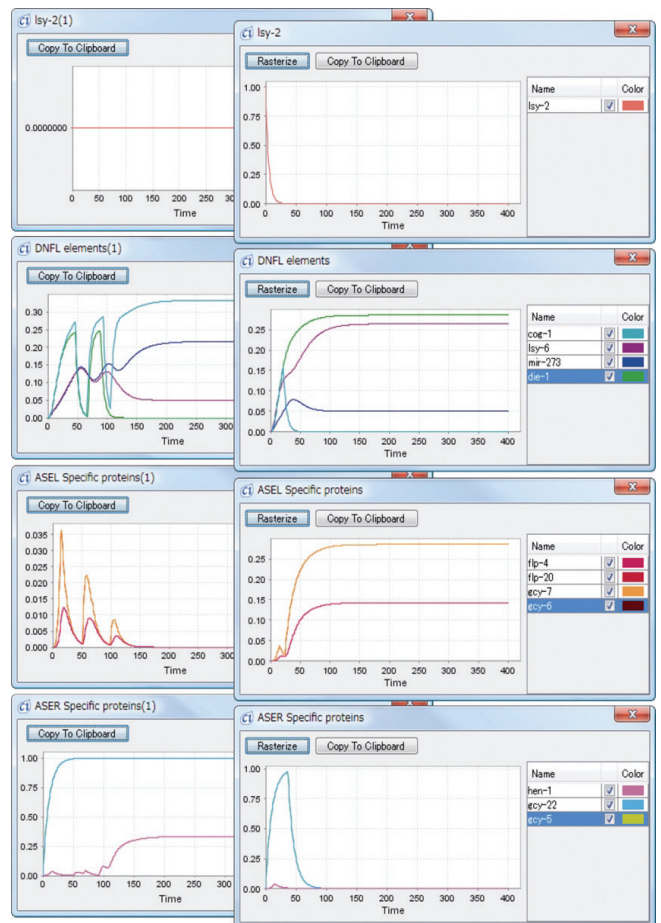 lsy-2(1)
Copy To Clipboard
0.0000000
0 50 100 150 200 250 300
Time
lsy-2
Rasterize Copy To Clipboard
1.00
0.75
0.50
0.25
0.00
0 50 100 150 200 250 300 350 400
Time
Name Color
lsy-2
DNFL elements(1)
Copy To Clipboard
0.30
0.25
0.20
0.15
0.10
0.05
0.00
0 50 100 150 200 250 300
Time
DNFL elements
Rasterize Copy To Clipboard
0.25
0.20
0.15
0.10
0.05
0.00
0 50 100 150 200 250 300 350 400
Time
Name Color
cog-1
lsy-6
mir-273
die-1
ASEL Specific proteins(1)
Copy To Clipboard
0.035
0.030
0.025
0.020
0.015
0.010
0.005
0.000
0 50 100 150 200 250 300
Time
ASEL Specific proteins
Rasterize Copy To Clipboard
0.25
0.20
0.15
0.10
0.05
0.00
0 50 100 150 200 250 300 350 400
Time
Name Color
flp-4
flp-20
gcy-7
gcy-6
ASER Specific proteins(1)
Copy To Clipboard
1.00
0.75
0.50
0.25
0.00
0 50 100 150 200 250 300
Time
ASER Specific proteins
Rasterize Copy To Clipboard
1.00
0.75
0.50
0.25
0.00
0 50 100 150 200 250 300 350 400
Time
Name Color
hen-1
gcy-22
gcy-5